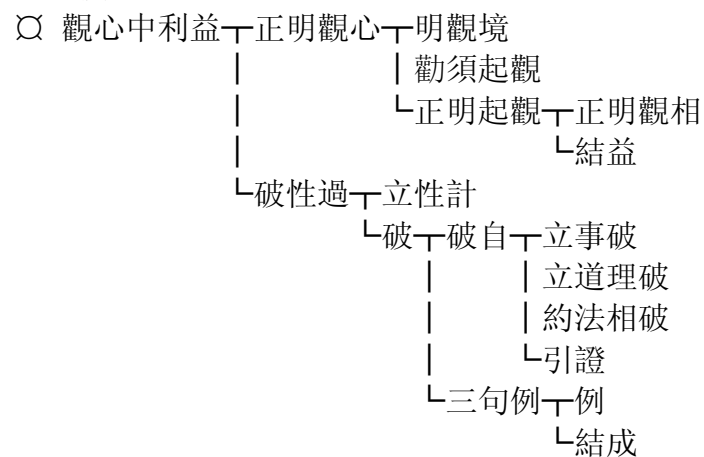 ¤ 觀心中利益┬正明觀心┬明觀境
│ │勸須起觀
│ └正明起觀┬正明觀相
│ └結益
└破性過┬立性計
└破┬破自┬立事破
│ │立道理破
│ │約法相破
│ └引證
└三句例┬例
└結成